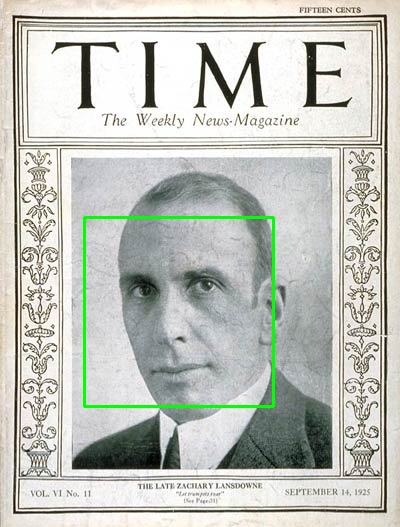 FIFTEEN CENTS
TIME
The Weekly News-Magazine
THE LATE ZACHARY LANSDOWNE
"Let trumpets roar"
(See Page 31)
VOL. VI No. 11
SEPTEMBER 14, 1925